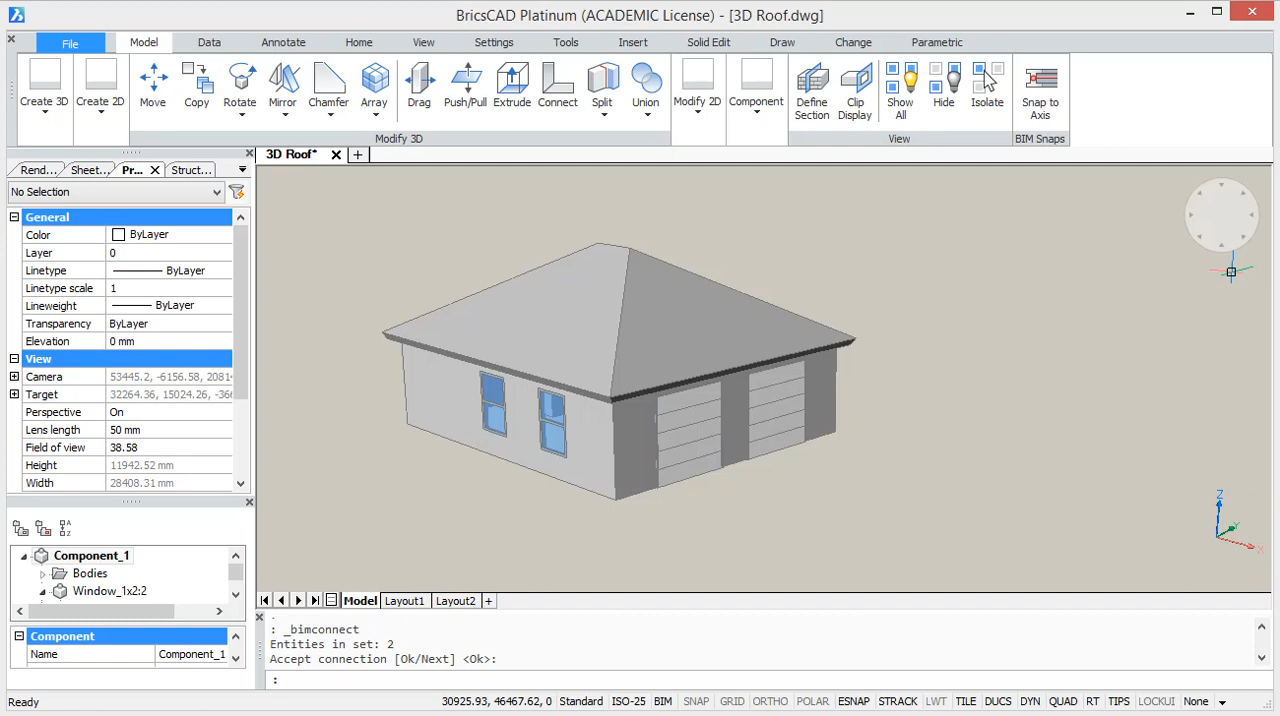 BricsCAD Platinum (ACADEMIC License) - [3D Roof.dwg]
File Model Data Annotate Home View Settings Tools Insert Solid Edit Draw Change Parametric
Create 3D Create 2D Move Copy Rotate Mirror Chamfer Array Drag Push/Pull Extrude Connect Split Union Modify 2D Component Define Section Clip Display Show All Hide Isolate Snap to Axis
Modify 3D View BIM Snaps
Rend... Sheet... Pr... Struct...
3D Roof*
No Selection
General
Color ByLayer
Layer 0
Linetype ByLayer
Linetype scale 1
Lineweight ByLayer
Transparency ByLayer
Elevation 0 mm
View
Camera 53445.2, -6156.58, 20814
Target 32264.36, 15024.26, -366
Perspective On
Lens length 50 mm
Field of view 38.58
Height 11942.52 mm
Width 28408.31 mm
Component_1
Bodies
Window_1x2:2
Component
Name Component_1
Z
Y
X
Model Layout1 Layout2
: _bimconnect
Entities in set: 2
Accept connection [Ok/Next] <Ok>:
:
Ready 30925.93, 46467.62, 0 Standard ISO-25 BIM SNAP GRID ORTHO POLAR ESNAP STRACK LWT TILE DUCS DYN QUAD RT TIPS LOCKUI None